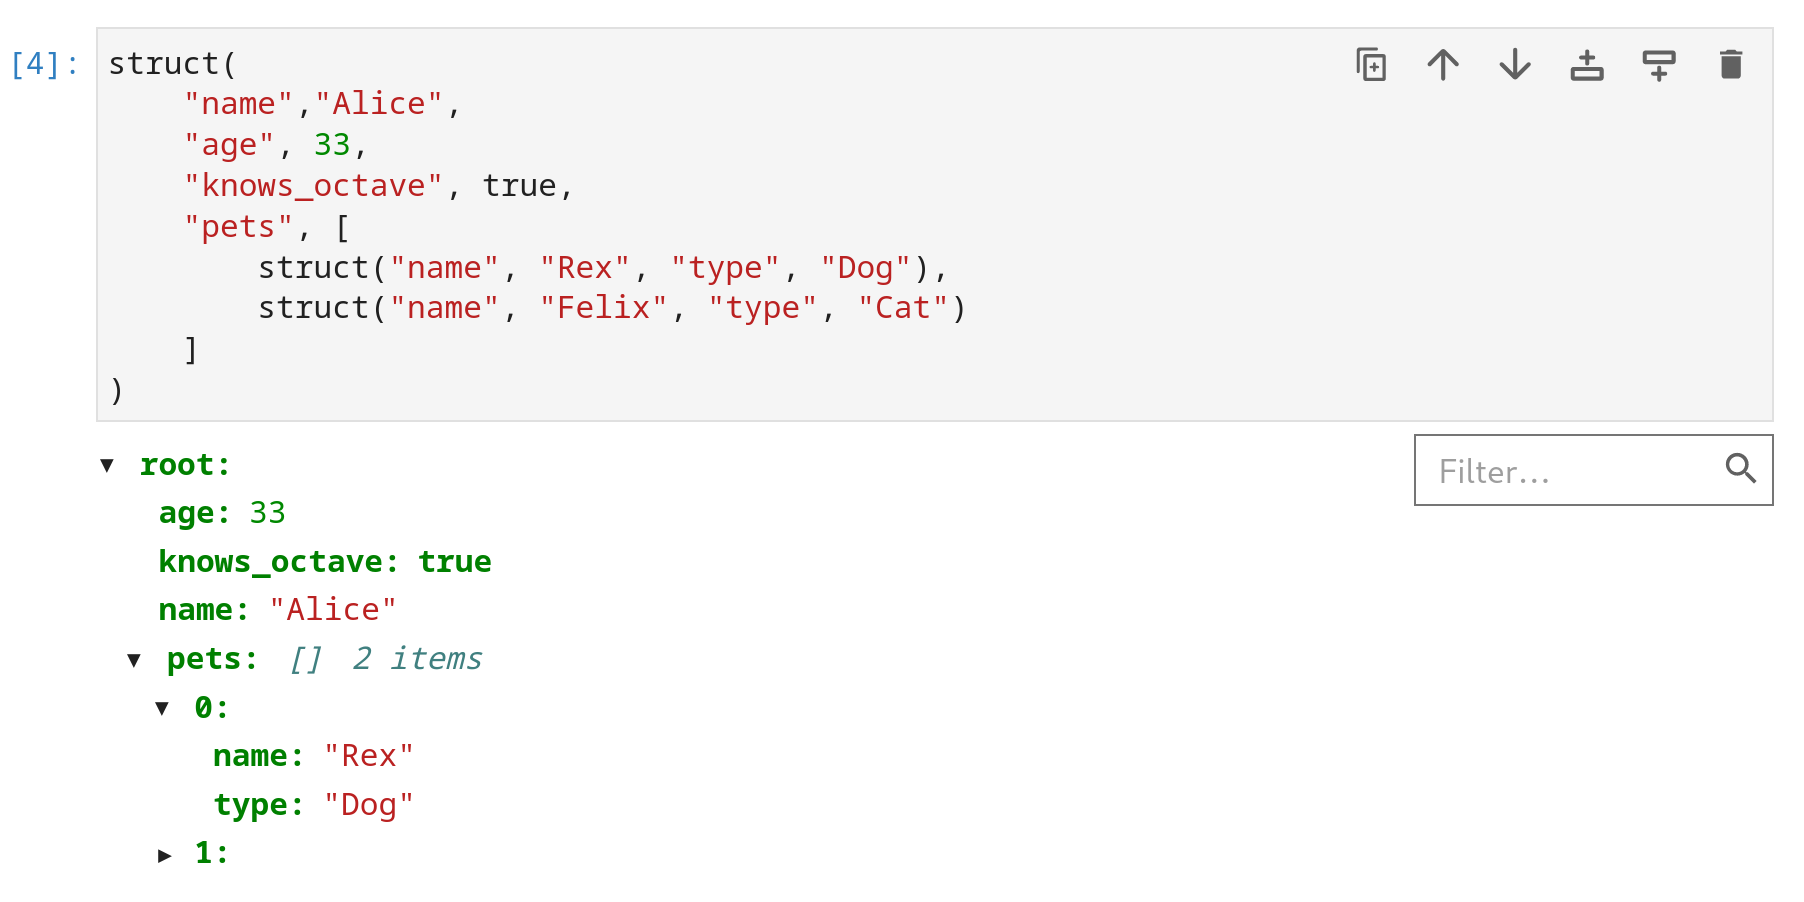 [4]: struct(
    "name","Alice",
    "age", 33,
    "knows_octave", true,
    "pets", [
        struct("name", "Rex", "type", "Dog"),
        struct("name", "Felix", "type", "Cat")
    ]
)
Filter...
▼ root:
age: 33
knows_octave: true
name: "Alice"
▼ pets: [] 2 items
▼ 0:
name: "Rex"
type: "Dog"
▶ 1: